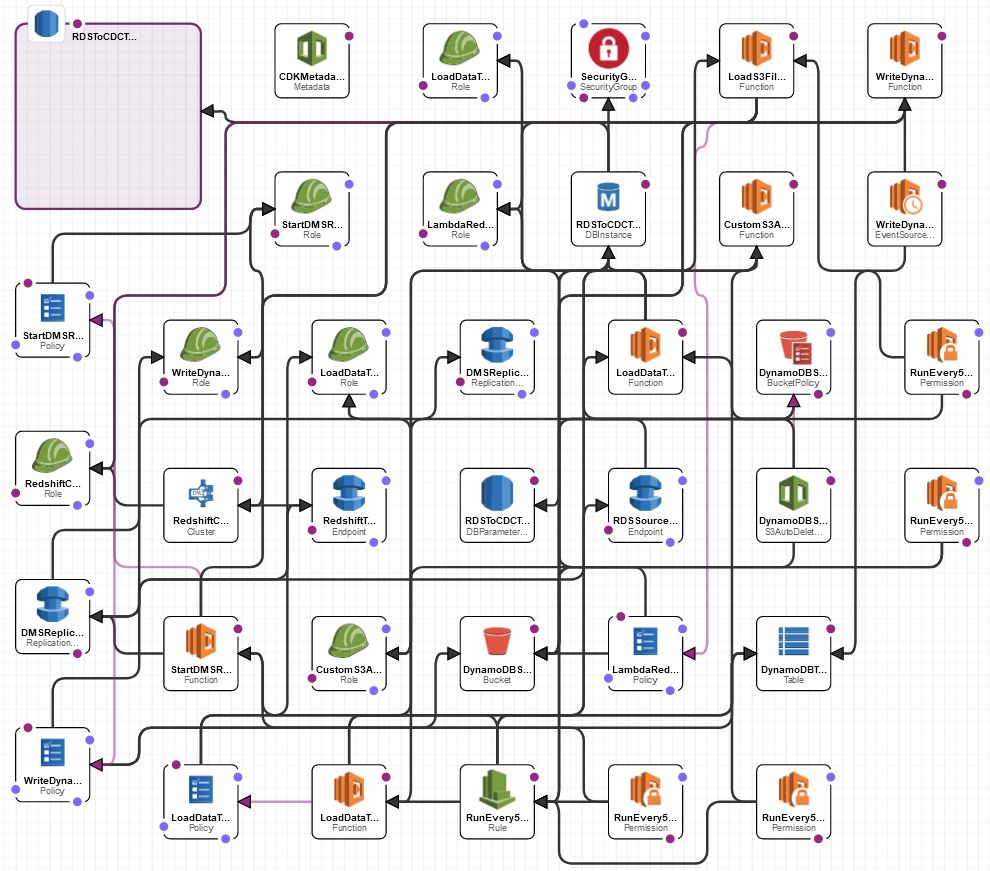 RDSToCDCT...
CDKMetada...
Metadata
LoadDataT...
Role
SecurityG...
SecurityGroup
LoadS3Fil...
Function
WriteDyna...
Function
StartDMSR...
Role
LambdaRed...
Role
M
RDSToCDCT...
DBInstance
CustomS3A...
Function
WriteDyna...
EventSource...
StartDMSR...
Policy
WriteDyna...
Role
LoadDataT...
Role
DMSReplic...
Replication...
LoadDataT...
Function
DynamoDBS...
BucketPolicy
RunEvery5...
Permission
RedshiftC...
Role
RedshiftC...
Cluster
RedshiftT...
Endpoint
RDSToCDCT...
DBParameter...
RDSSource...
Endpoint
DynamoDBS...
S3AutoDelet...
RunEvery5...
Permission
DMSReplic...
Replication...
StartDMSR...
Function
CustomS3A...
Role
DynamoDBS...
Bucket
LambdaRed...
Policy
DynamoDBT...
Table
WriteDyna...
Policy
LoadDataT...
Policy
LoadDataT...
Function
RunEvery5...
Rule
RunEvery5...
Permission
RunEvery5...
Permission